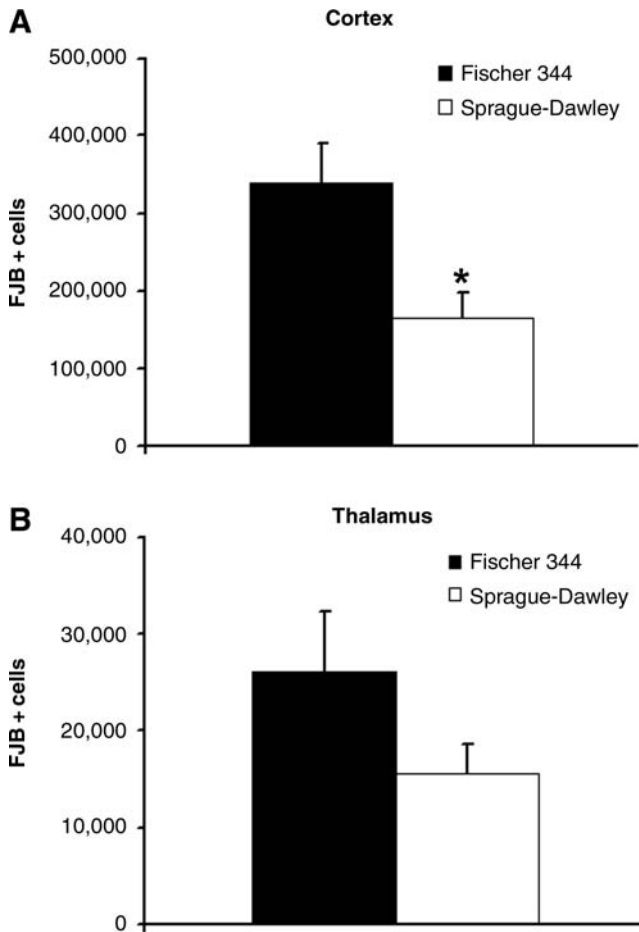 A
Cortex
500,000
400,000
300,000
200,000
100,000
0
FJB + cells
Fischer 344
Sprague-Dawley
*
B
Thalamus
40,000
30,000
20,000
10,000
0
FJB + cells
Fischer 344
Sprague-Dawley